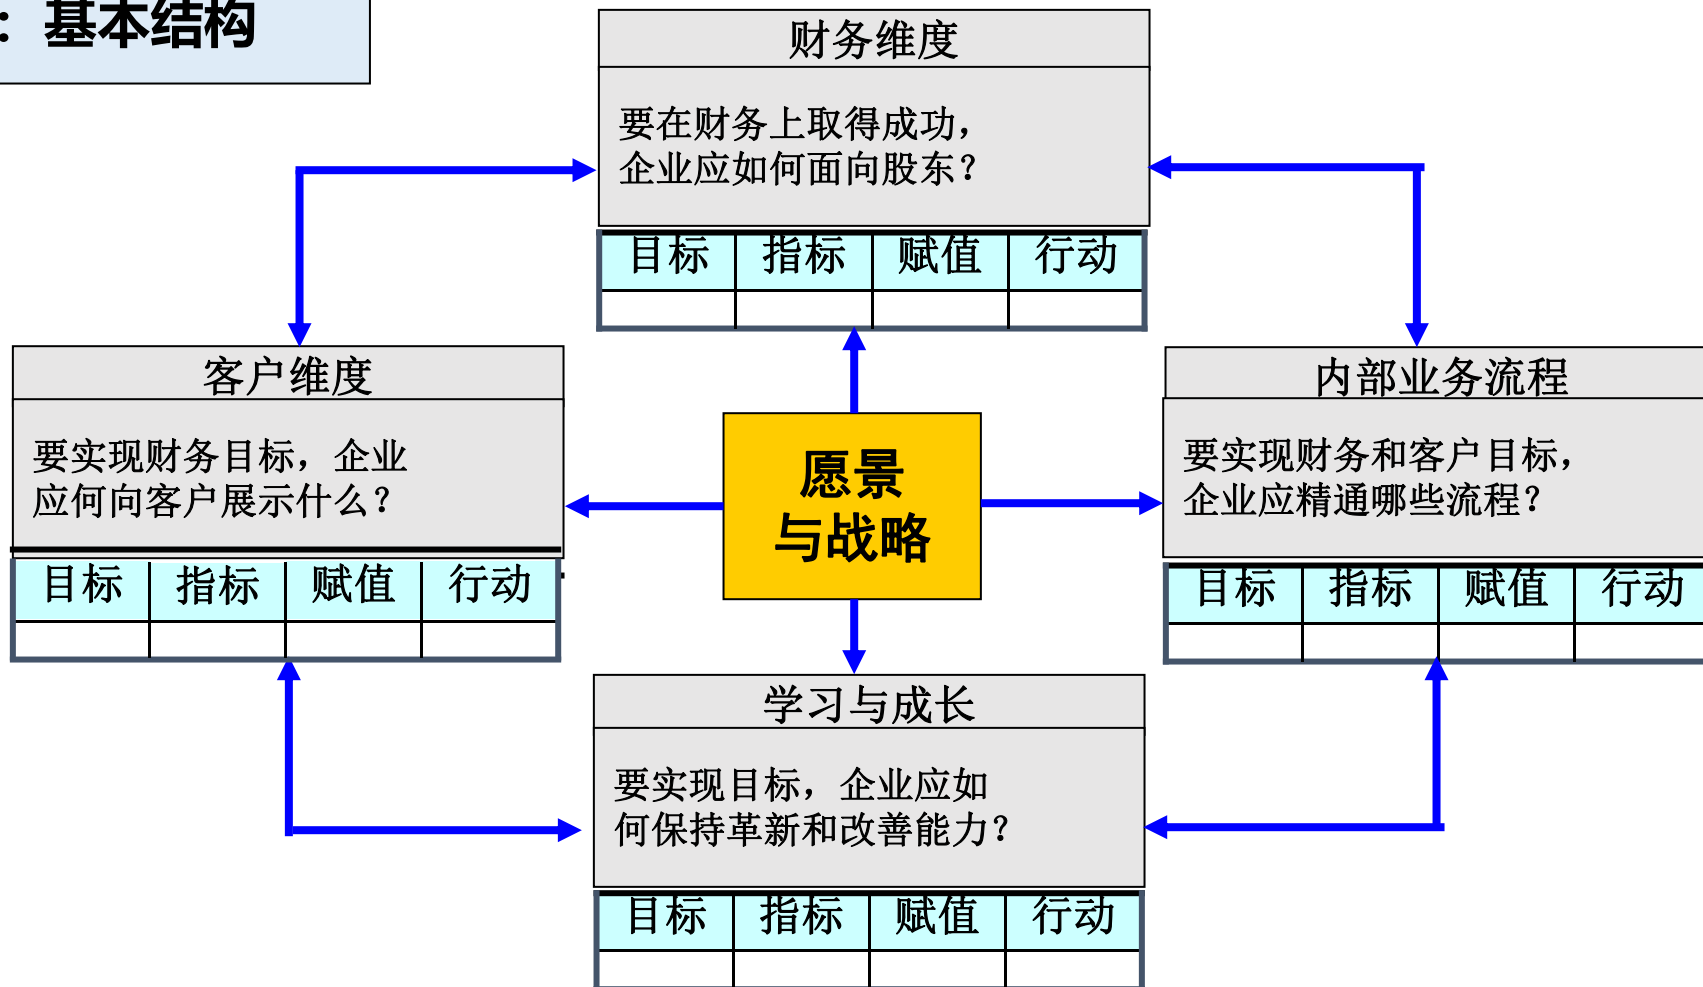 ：基本结构
财务维度
要在财务上取得成功，
企业应如何面向股东？
目标 指标 赋值 行动
客户维度
要实现财务目标，企业
应何向客户展示什么？
目标 指标 赋值 行动
愿景
与战略
内部业务流程
要实现财务和客户目标，
企业应精通哪些流程？
目标 指标 赋值 行动
学习与成长
要实现目标，企业应如
何保持革新和改善能力？
目标 指标 赋值 行动